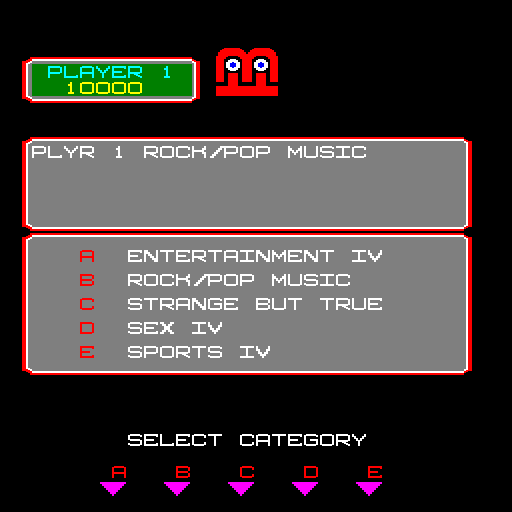 PLAYER 1
10000
PLYR 1 ROCK/POP MUSIC
A ENTERTAINMENT IV
B ROCK/POP MUSIC
C STRANGE BUT TRUE
D SEX IV
E SPORTS IV
SELECT CATEGORY
A B C D E